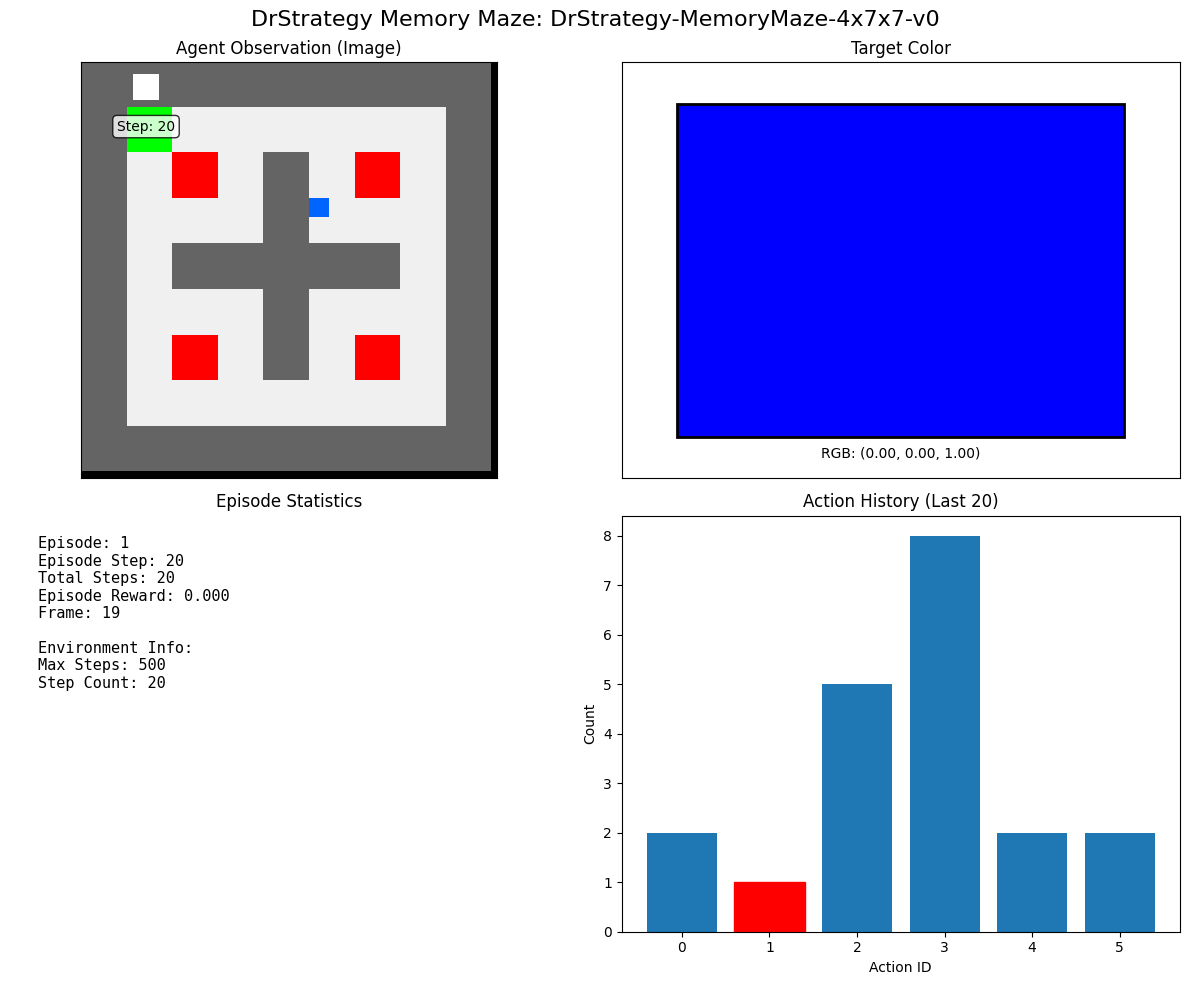 DrStrategy Memory Maze: DrStrategy-MemoryMaze-4x7x7-v0
Agent Observation (Image)
Step: 20
Target Color
RGB: (0.00, 0.00, 1.00)
Episode Statistics
Episode: 1
Episode Step: 20
Total Steps: 20
Episode Reward: 0.000
Frame: 19
Environment Info:
Max Steps: 500
Step Count: 20
Action History (Last 20)
Count
8
7
6
5
4
3
2
1
0
0 1 2 3 4 5
Action ID